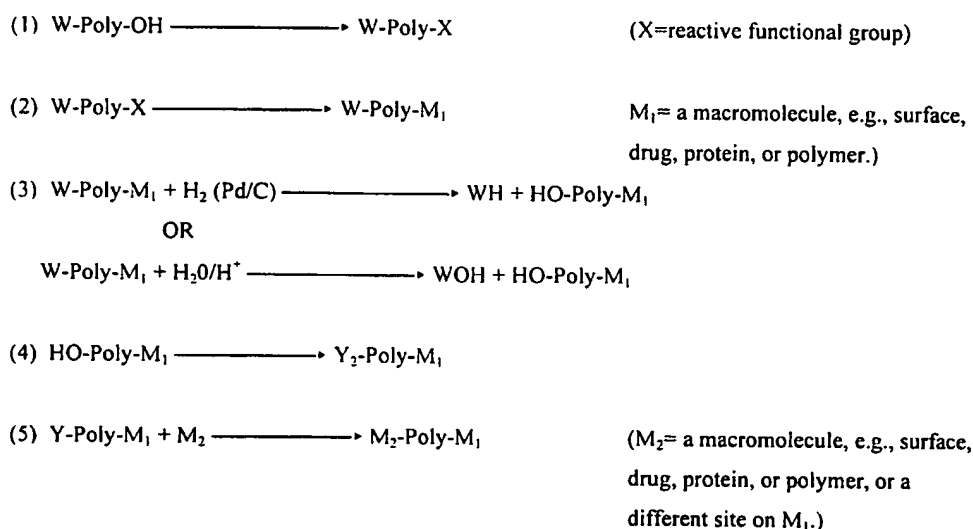 (1) W-Poly-OH → W-Poly-X (X=reactive functional group)
(2) W-Poly-X → W-Poly-M₁ M₁= a macromolecule, e.g., surface,
drug, protein, or polymer.)
(3) W-Poly-M₁ + H₂ (Pd/C) → WH + HO-Poly-M₁
OR
W-Poly-M₁ + H₂0/H⁺ → WOH + HO-Poly-M₁
(4) HO-Poly-M₁ → Y₂-Poly-M₁
(5) Y-Poly-M₁ + M₂ → M₂-Poly-M₁ (M₂= a macromolecule, e.g., surface,
drug, protein, or polymer, or a
different site on M₁.)